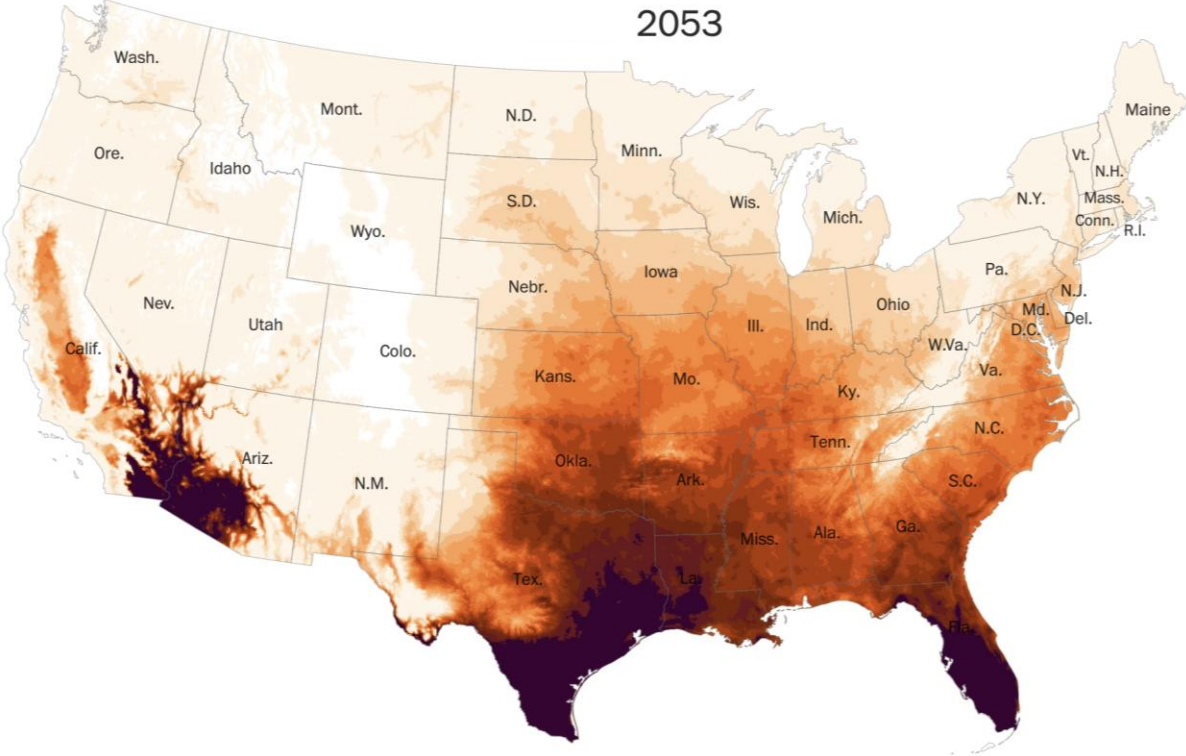 2053
Wash.
Mont.
N.D.
Minn.
Maine
Ore.
Idaho
S.D.
Wis.
Mich.
Vt.
N.H.
N.Y.
Mass.
Conn.
R.I.
Wyo.
Nebr.
Iowa
Pa.
N.J.
Nev.
Utah
Colo.
Ill.
Ind.
Ohio
Md.
Del.
D.C.
W.Va.
Calif.
Kans.
Mo.
Ky.
Va.
Ariz.
N.M.
Okla.
Ark.
Tenn.
N.C.
S.C.
Tex.
La.
Miss.
Ala.
Ga.
Fla.